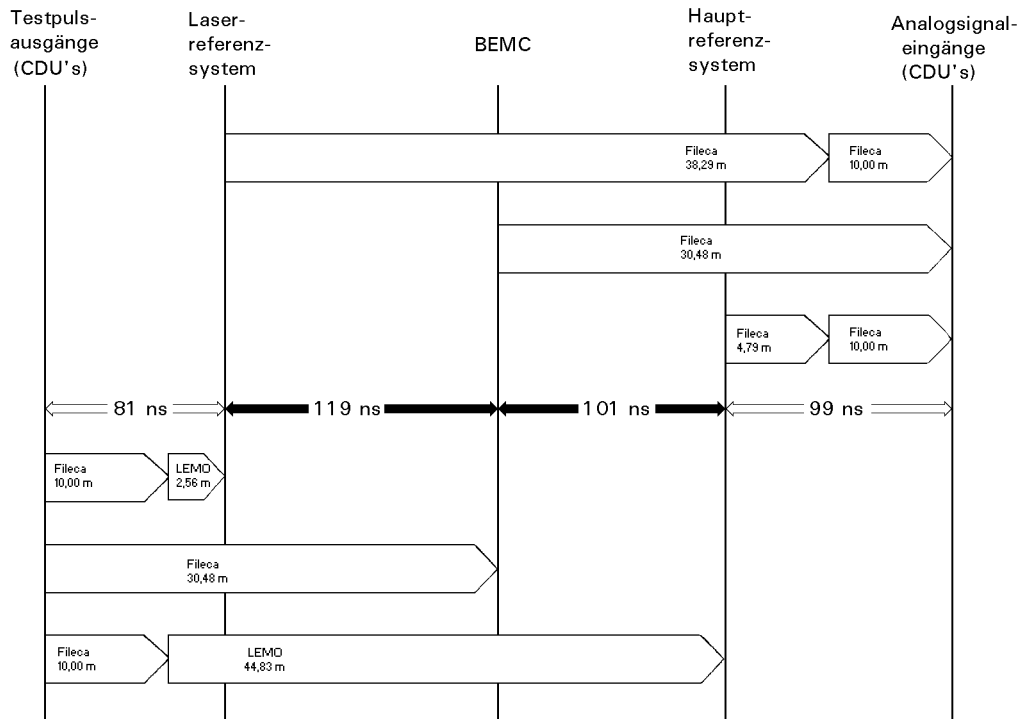 Testpuls-
ausgänge
(CDU's)
Laser-
referenz-
system
BEMC
Haupt-
referenz-
system
Analogsignal-
eingänge
(CDU's)
Fileca
38,29 m
Fileca
10,00 m
Fileca
30,48 m
Fileca
4,79 m
Fileca
10,00 m
81 ns
119 ns
101 ns
99 ns
Fileca
10,00 m
LEMO
2,56 m
Fileca
30,48 m
Fileca
10,00 m
LEMO
44,83 m